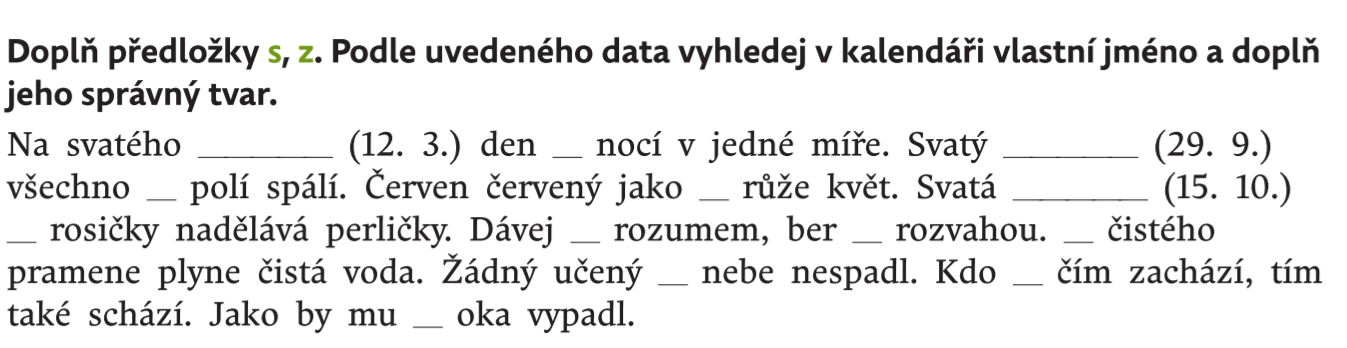 Doplň předložky s, z. Podle uvedeného data vyhledej v kalendáři vlastní jméno a doplň
jeho správný tvar.
Na svatého ________ (12. 3.) den __ nocí v jedné míře. Svatý ________ (29. 9.)
všechno __ polí spálí. Červen červený jako __ růže květ. Svatá ________ (15. 10.)
__ rosičky nadělává perličky. Dávej __ rozumem, ber __ rozvahou. __ čistého
pramene plyne čistá voda. Žádný učený __ nebe nespadl. Kdo __ čím zachází, tím
také schází. Jako by mu __ oka vypadl.